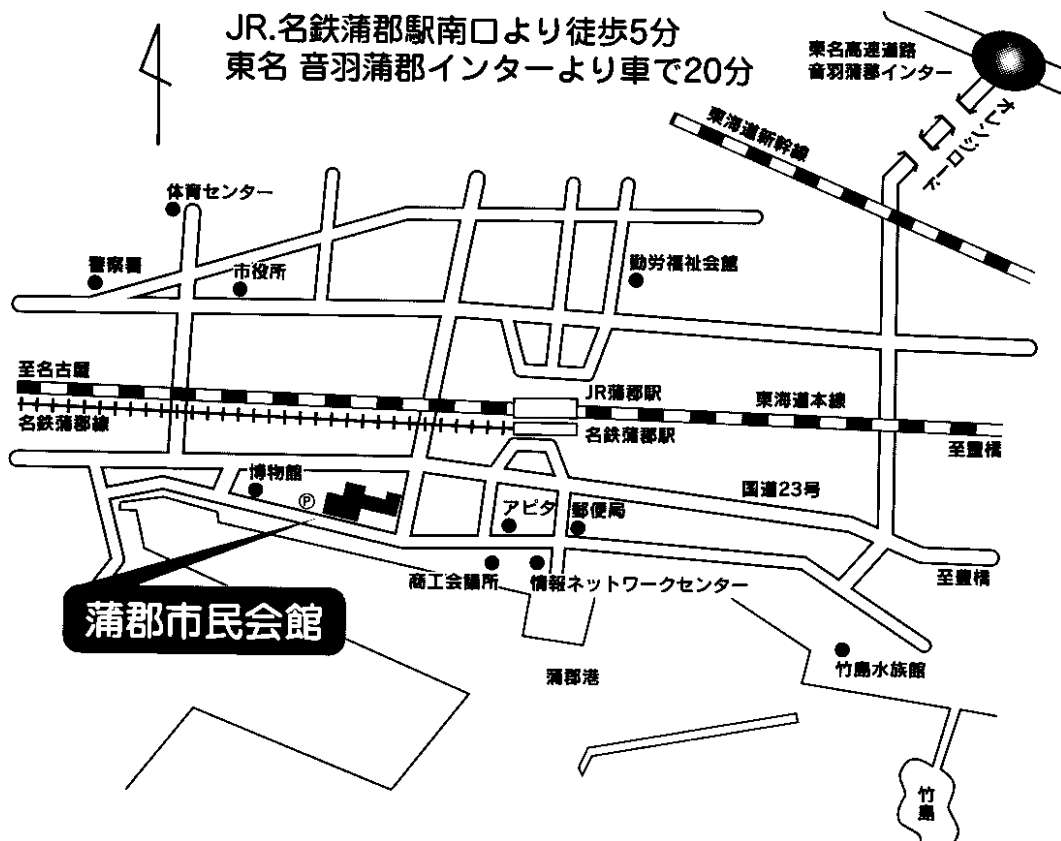 JR.名鉄蒲郡駅南口より徒歩5分
東名 音羽蒲郡インターより車で20分
東名高速道路
音羽蒲郡インター
オレンジロード
東海道新幹線
体育センター
警察署
市役所
勤労福祉会館
至名古屋
JR蒲郡駅
東海道本線
名鉄蒲郡線
名鉄蒲郡駅
至豊橋
博物館
P
国道23号
アピタ
郵便局
商工会議所
情報ネットワークセンター
至豊橋
蒲郡市民会館
竹島水族館
蒲郡港
竹島